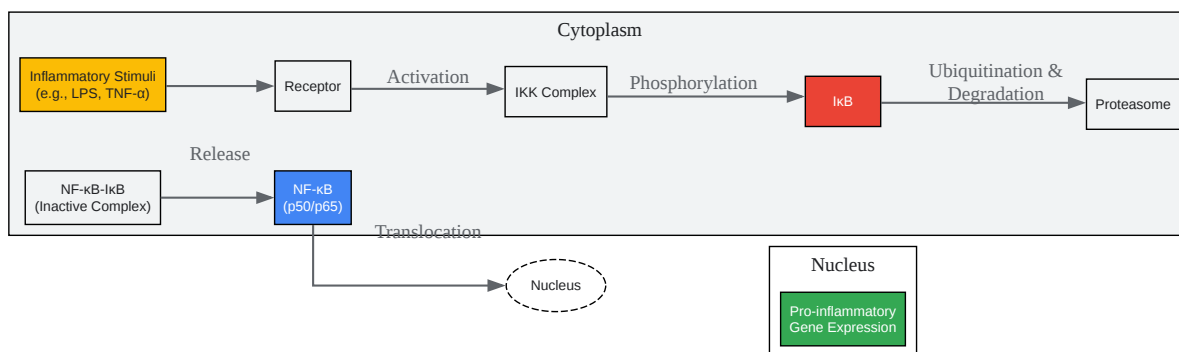 Cytoplasm
Inflammatory Stimuli
(e.g., LPS, TNF-α)
Receptor
Activation
IKK Complex
Phosphorylation
IκB
Ubiquitination &
Degradation
Proteasome
Release
NF-κB-IκB
(Inactive Complex)
NF-κB
(p50/p65)
Translocation
Nucleus
Nucleus
Pro-inflammatory
Gene Expression